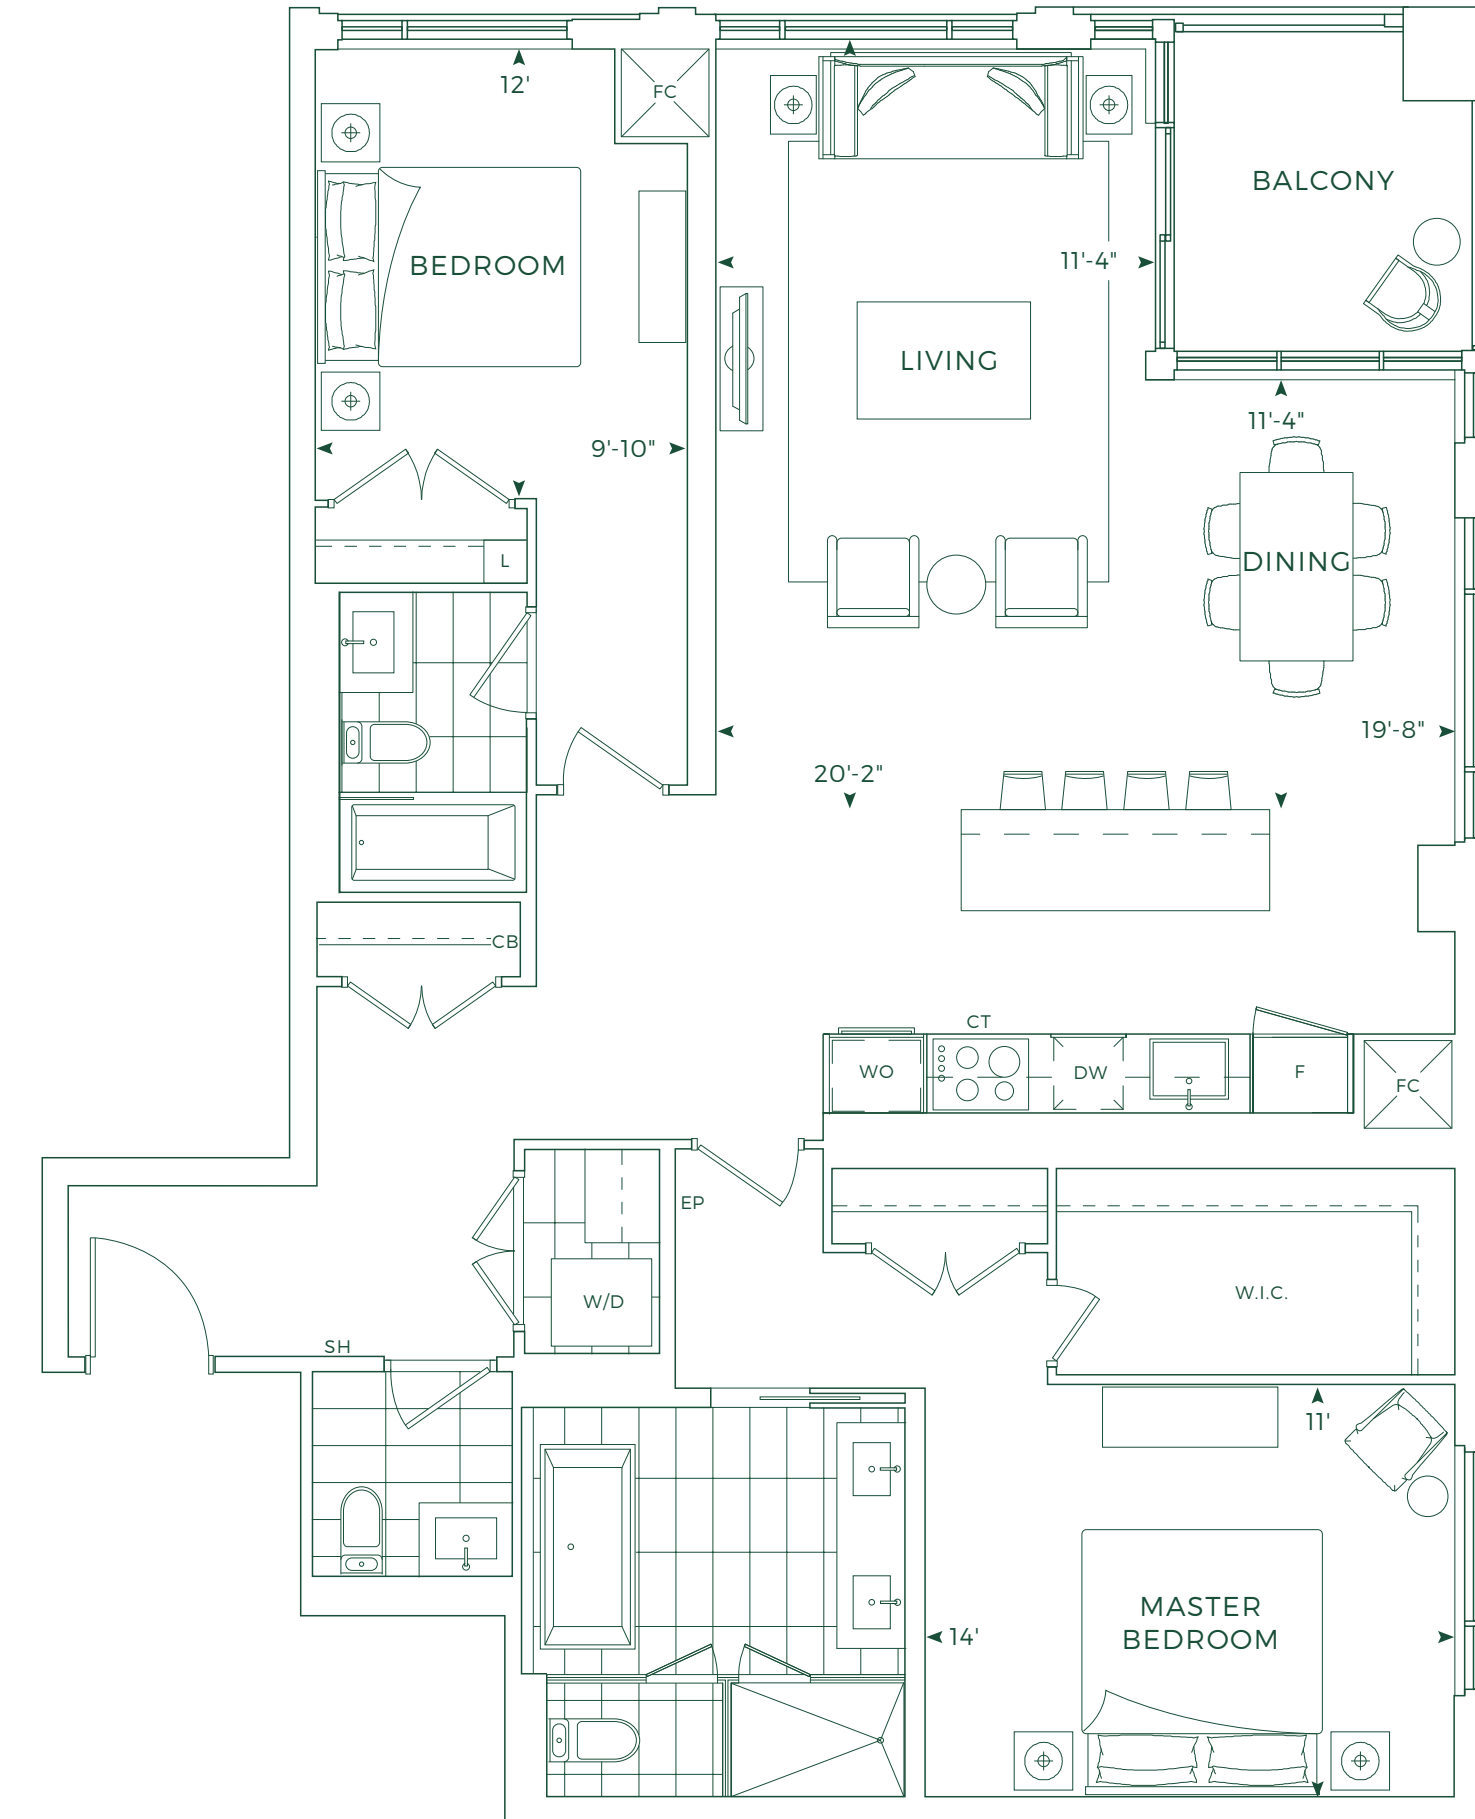 12'
FC
BALCONY
BEDROOM
11'-4"
LIVING
11'-4"
9'-10"
L
DINING
19'-8"
20'-2"
CB
CT
WO
DW
F
FC
EP
W.I.C.
W/D
SH
11'
MASTER
BEDROOM
14'